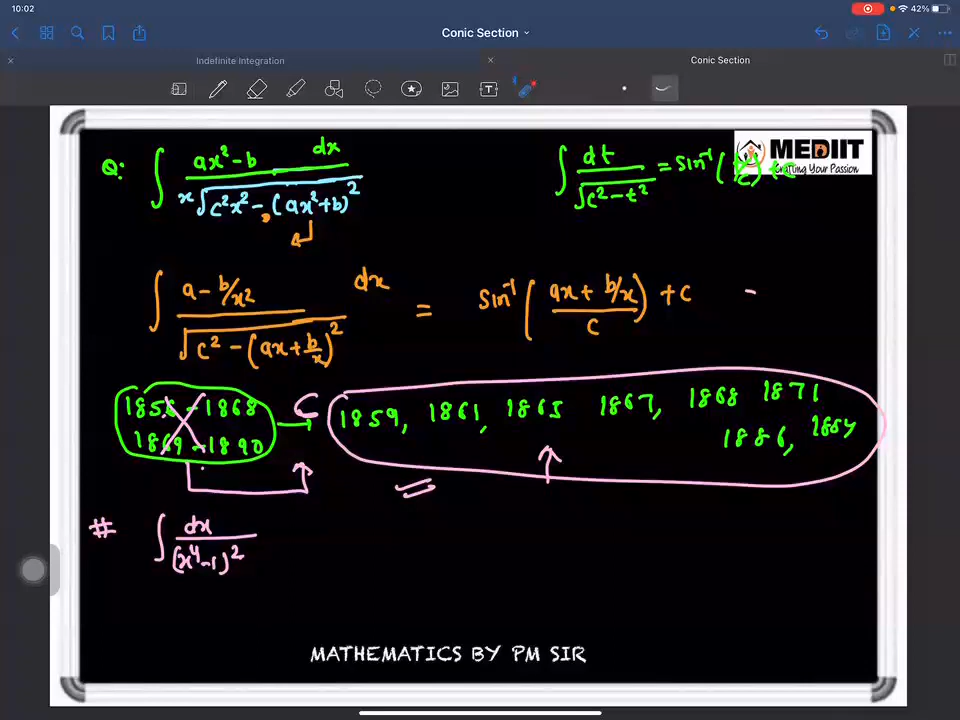 10:02
42%
Conic Section
Indefinite Integration
Conic Section
MEDIIT
Crafting Your Passion
Q: ∫ (ax² - b) dx / (x√(c²x² - (ax² + b)²))
∫ dt / √(c² - t²) = sin⁻¹ ( / c) + C
∫ (a - b/x²) dx / √(c² - (ax + b/x)²) = sin⁻¹ ((ax + b/x) / c) + c
- 1868
- 1890
1859, 1861, 1865 1867, 1868 1871
1886,
# ∫ dx / (x⁴ - 1)²
MATHEMATICS BY PM SIR